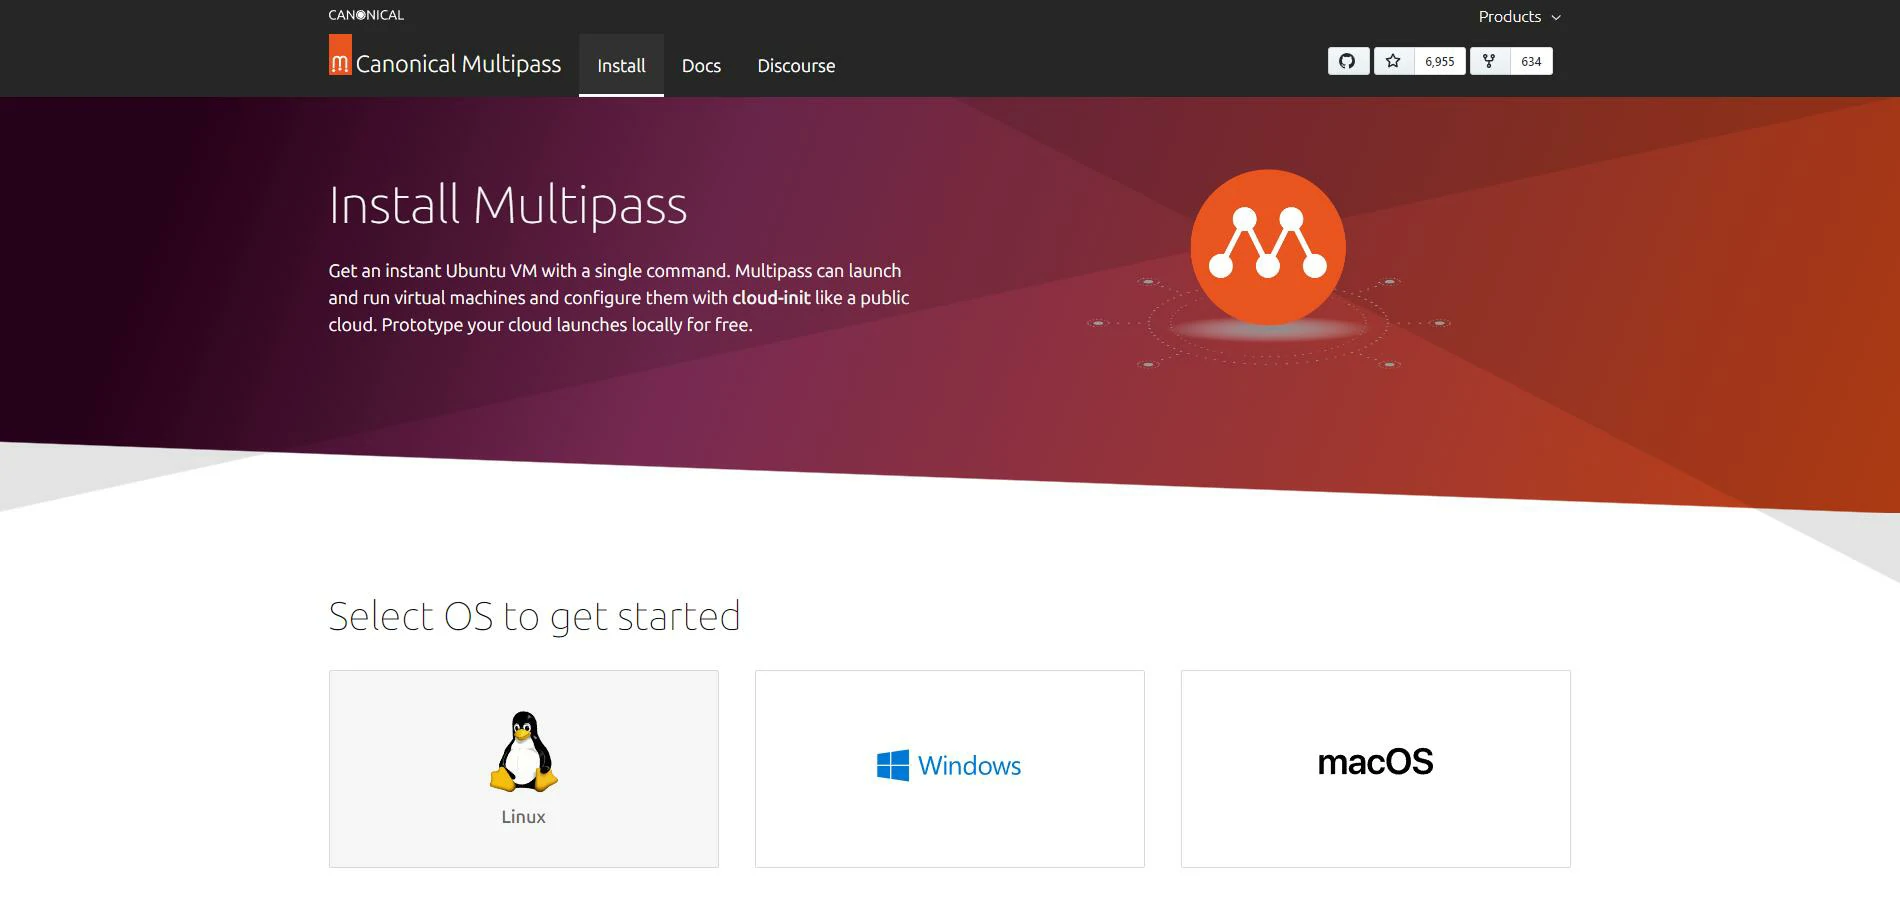 CANONICAL
Products
m Canonical Multipass
Install
Docs
Discourse
6,955
634
Install Multipass
Get an instant Ubuntu VM with a single command. Multipass can launch
and run virtual machines and configure them with cloud-init like a public
cloud. Prototype your cloud launches locally for free.
Select OS to get started
Linux
Windows
macOS